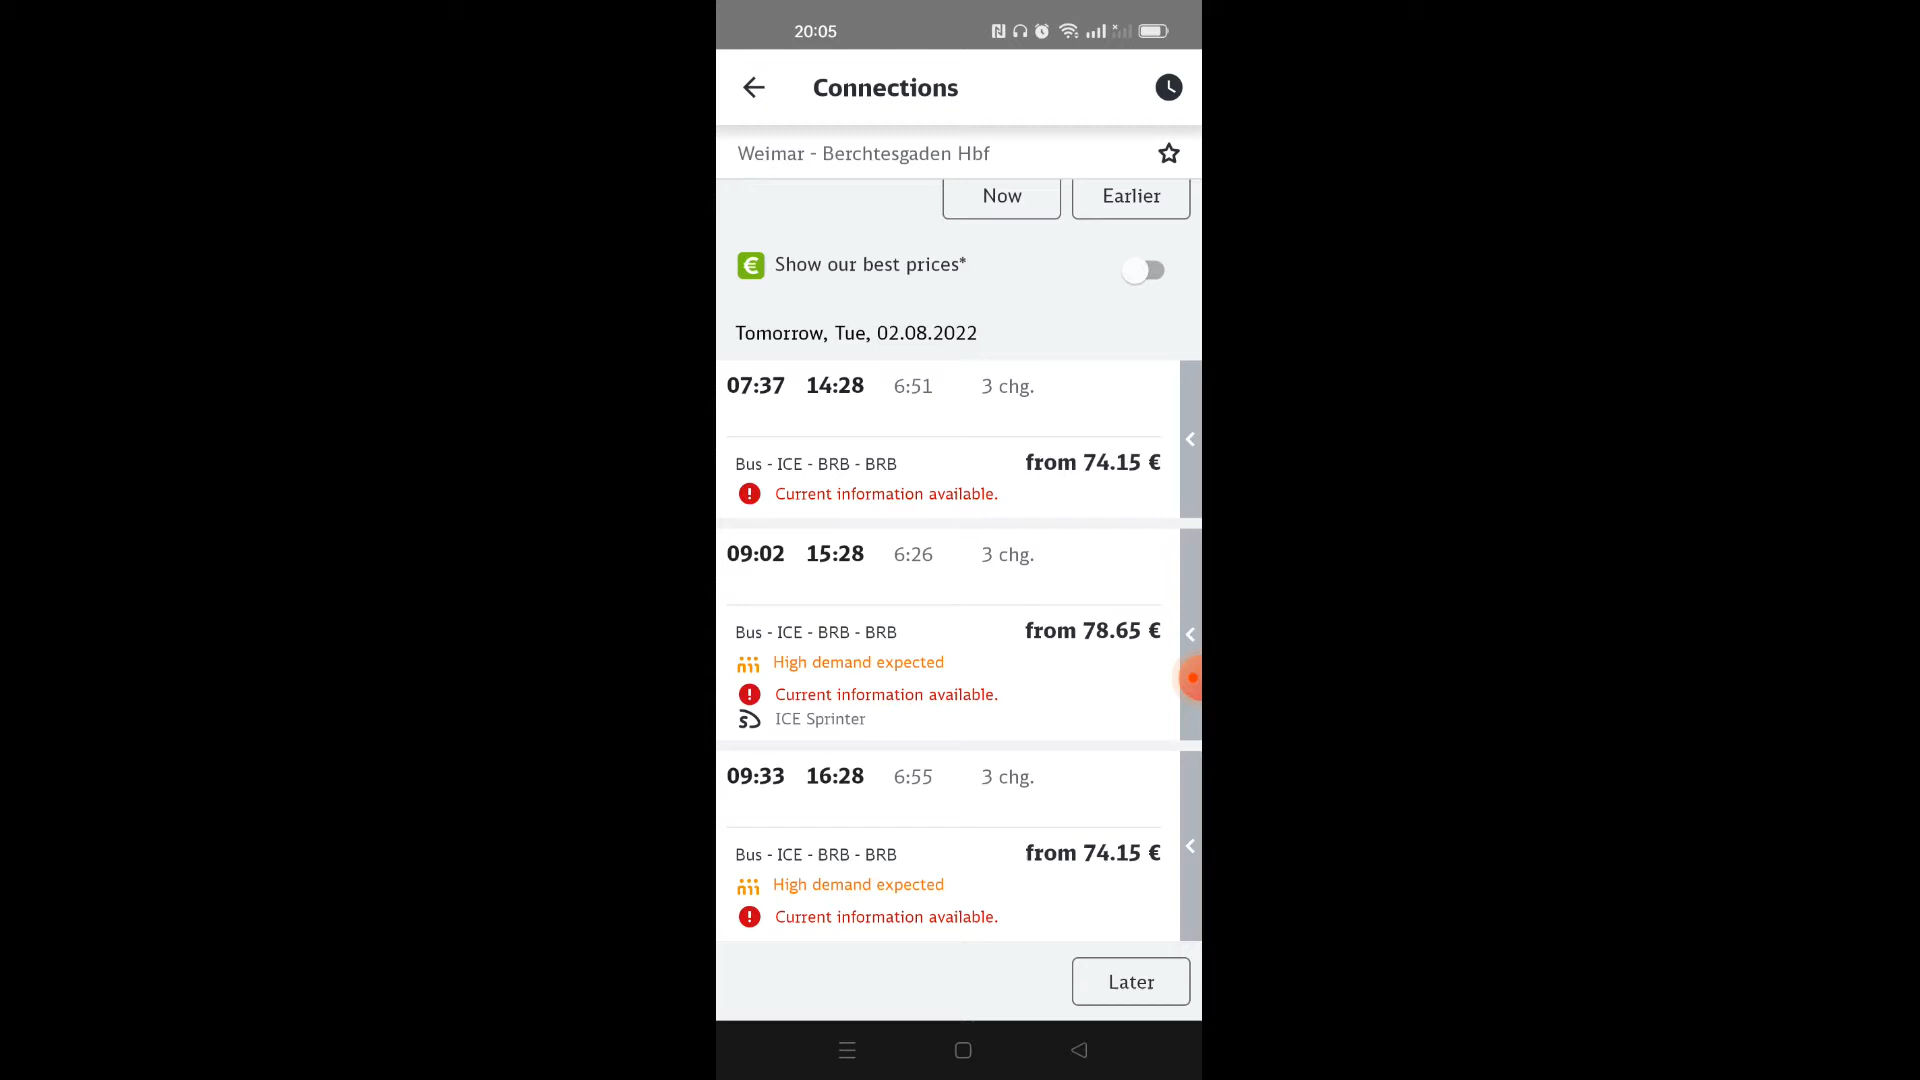 20:05
Connections
Weimar - Berchtesgaden Hbf
Now
Earlier
€ Show our best prices*
Tomorrow, Tue, 02.08.2022
07:37 14:28 6:51 3 chg.
Bus - ICE - BRB - BRB from 74.15 €
! Current information available.
09:02 15:28 6:26 3 chg.
Bus - ICE - BRB - BRB from 78.65 €
High demand expected
! Current information available.
S ICE Sprinter
09:33 16:28 6:55 3 chg.
Bus - ICE - BRB - BRB from 74.15 €
High demand expected
! Current information available.
Later